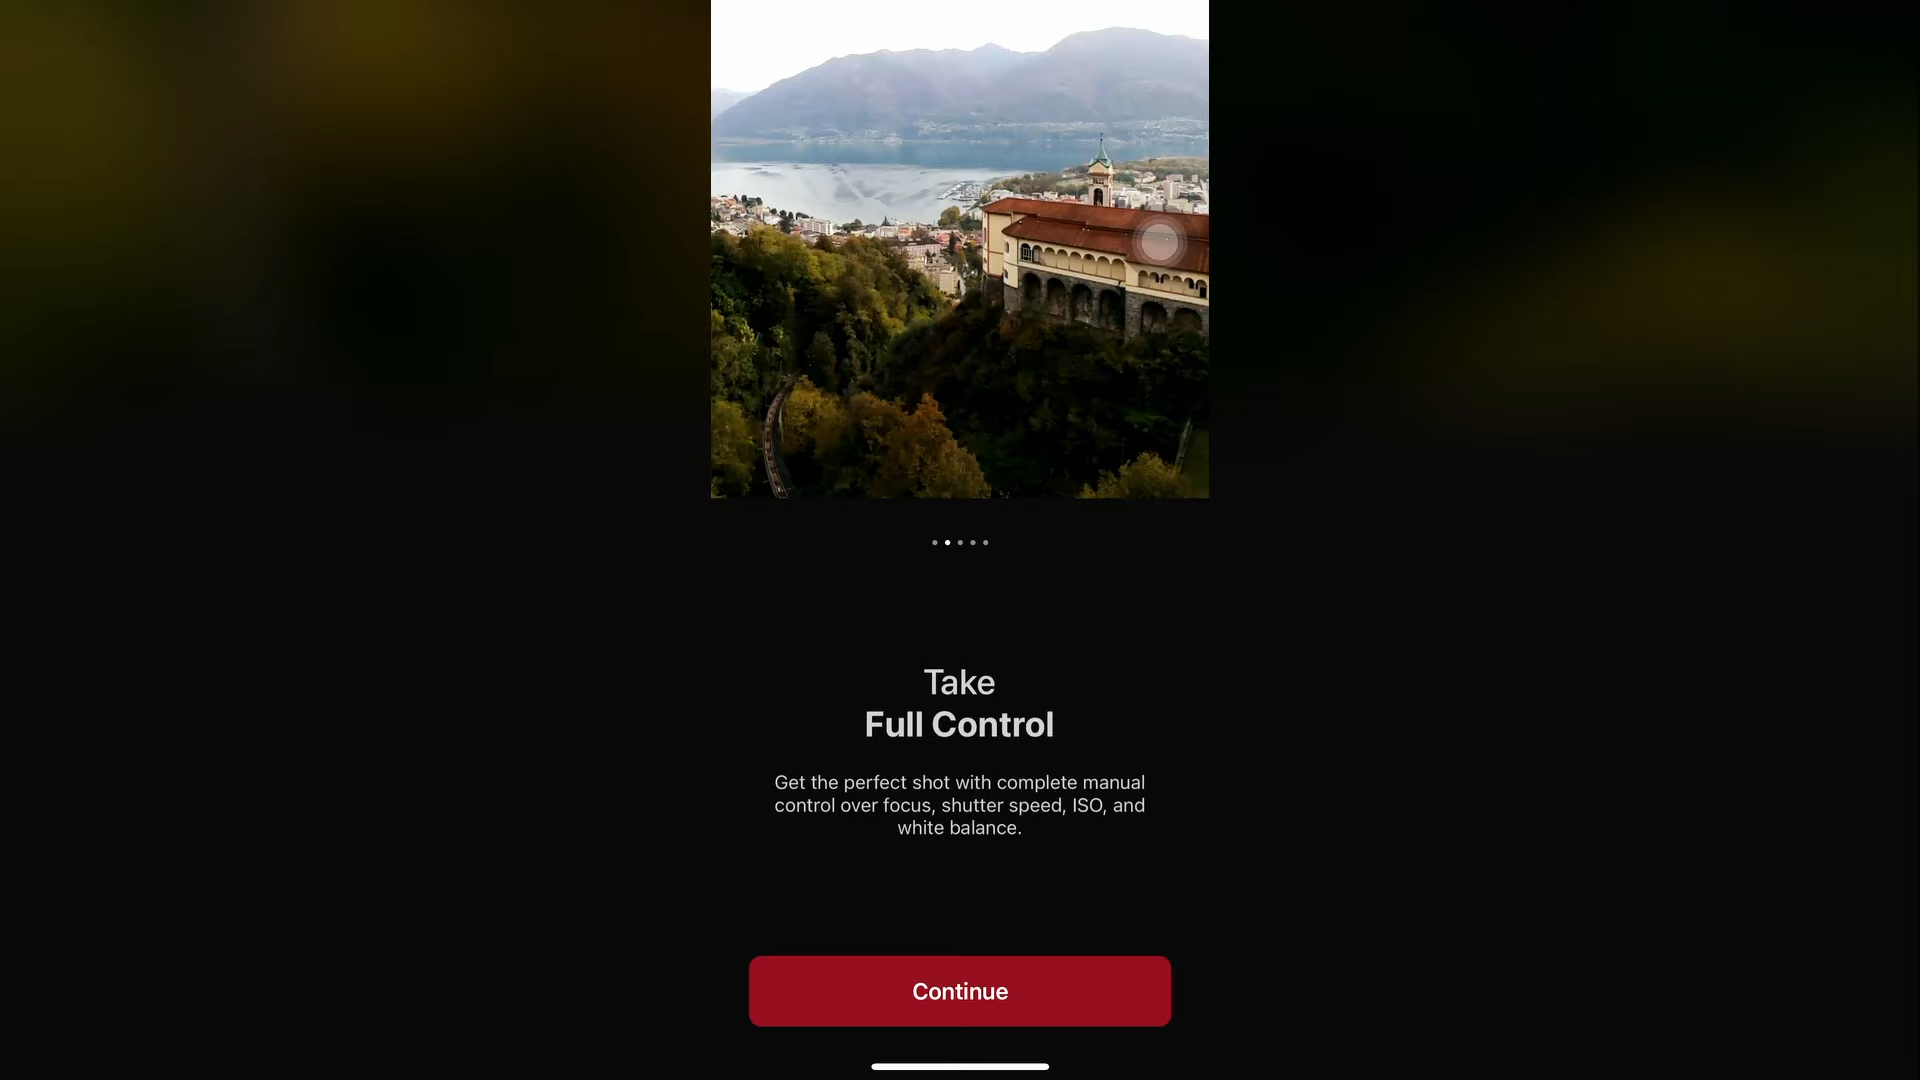 Take
Full Control
Get the perfect shot with complete manual
control over focus, shutter speed, ISO, and
white balance.
Continue